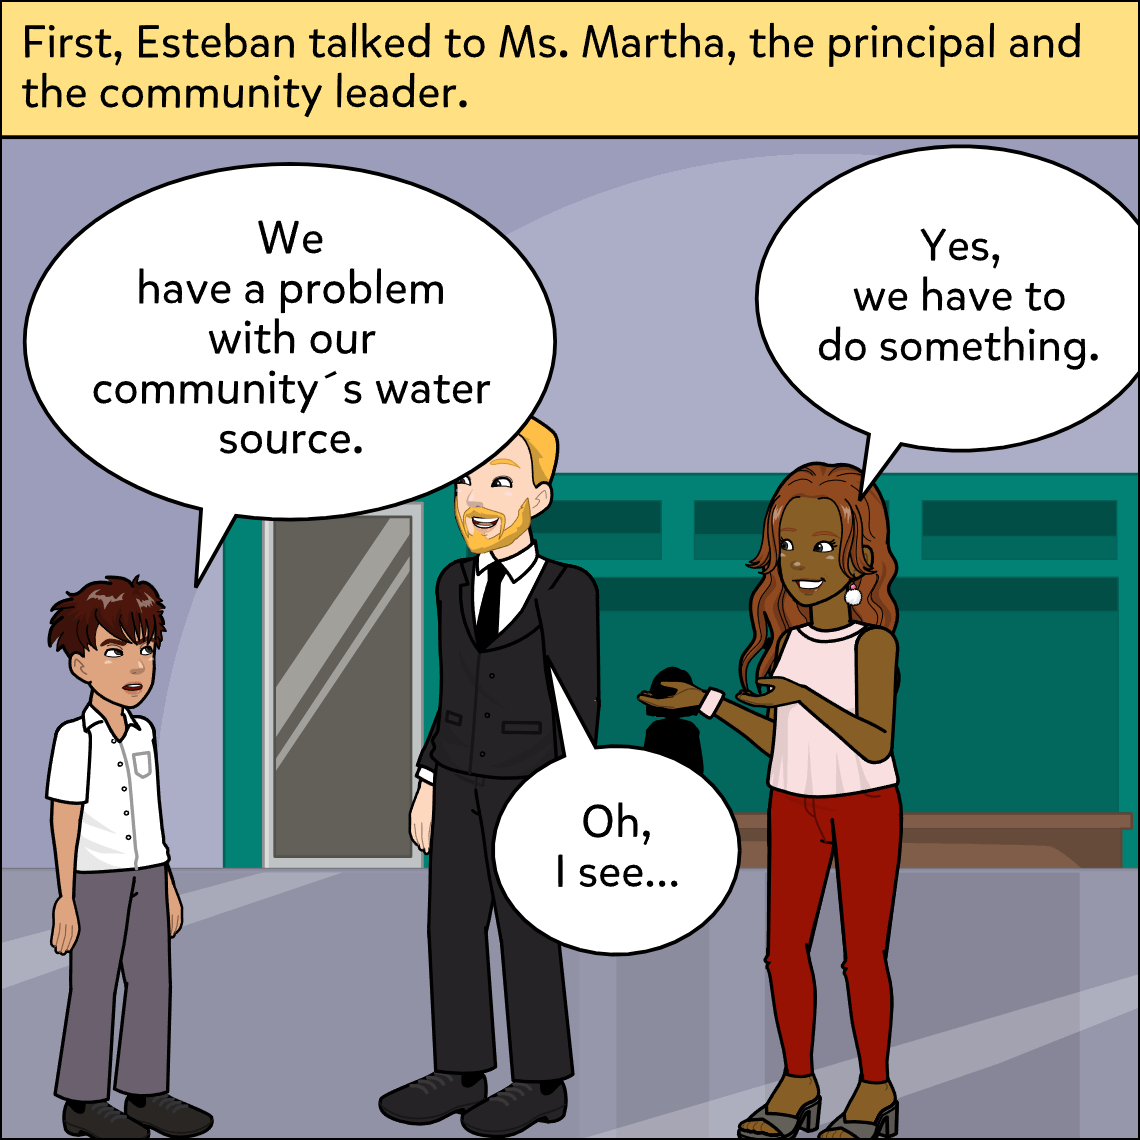 First, Esteban talked to Ms. Martha, the principal and
the community leader.
We
have a problem
with our
community´s water
source.
Yes,
we have to
do something.
Oh,
I see...